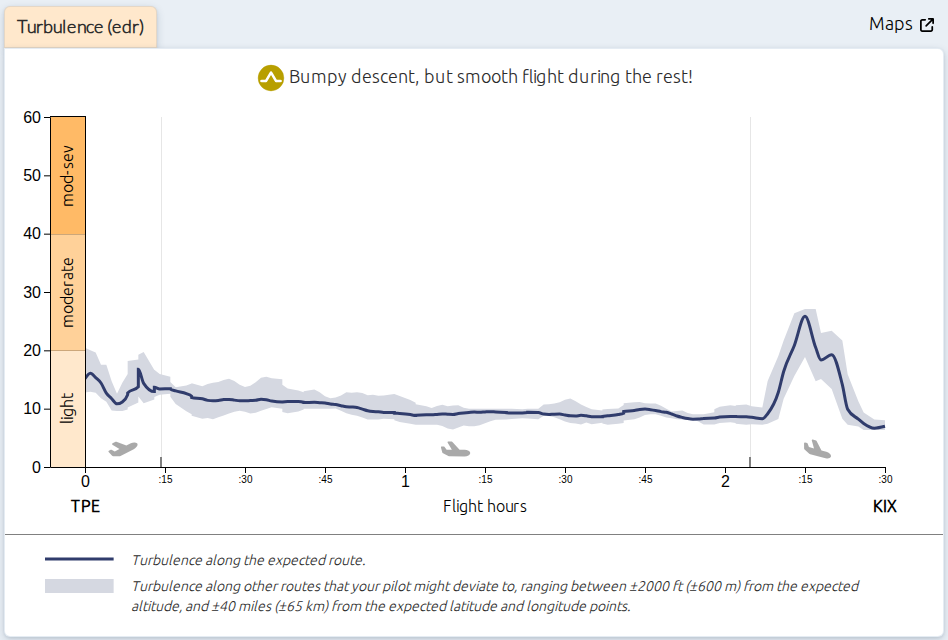 Turbulence (edr)
Maps
Bumpy descent, but smooth flight during the rest!
60
50
40
30
20
10
0
mod-sev
moderate
light
0 :15 :30 :45 1 :15 :30 :45 2 :15 :30
TPE Flight hours KIX
Turbulence along the expected route.
Turbulence along other routes that your pilot might deviate to, ranging between ±2000 ft (±600 m) from the expected
altitude, and ±40 miles (±65 km) from the expected latitude and longitude points.